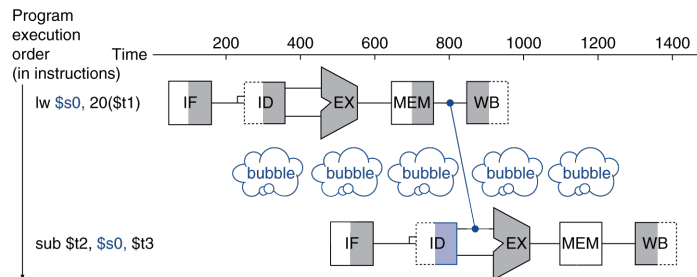 Program
execution
order
(in instructions)
Time
200 400 600 800 1000 1200 1400
lw $s0, 20($t1)
IF ID EX MEM WB
bubble bubble bubble bubble bubble
sub $t2, $s0, $t3
IF ID EX MEM WB